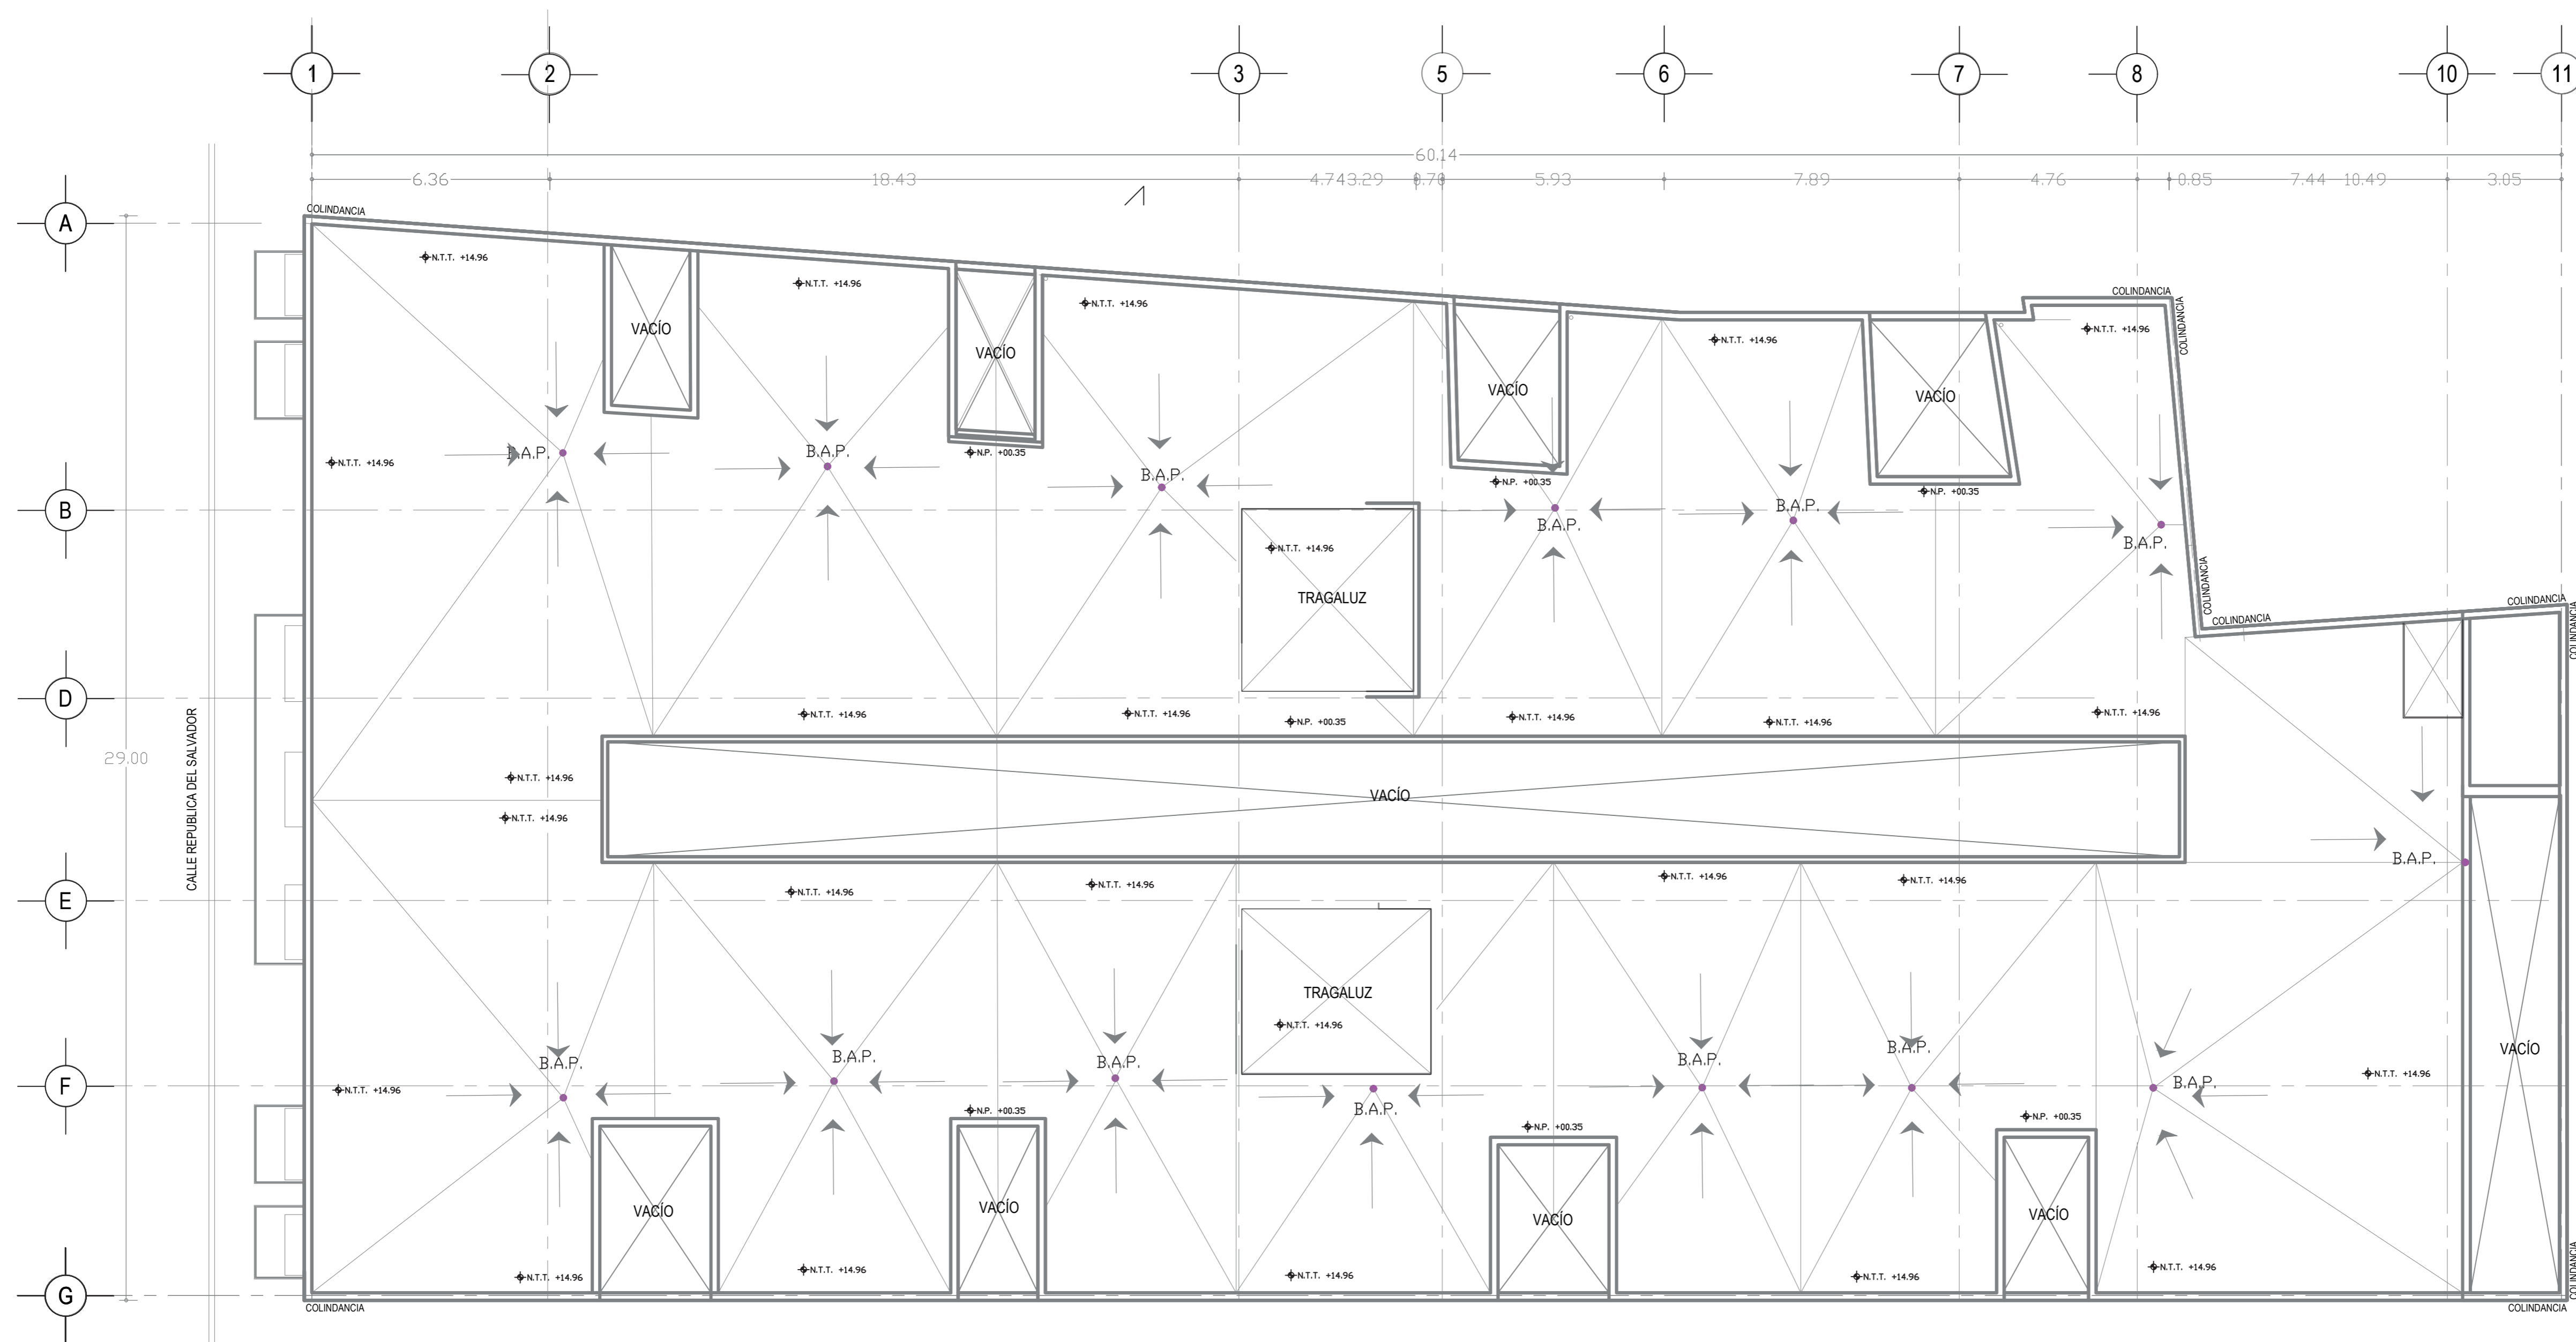 1 2 3 5 6 7 8 10 11
60.14
6.36 18.43 4.74 3.29 0.70 5.93 7.89 4.76 0.85 7.44 10.49 3.05
A
COLINDANCIA
N.T.T. +14.96
N.T.T. +14.96
N.T.T. +14.96
COLINDANCIA
COLINDANCIA
N.T.T. +14.96
N.T.T. +14.96
VACÍO
VACÍO
VACÍO
VACÍO
B.A.P.
B.A.P.
N.P. +00.35
N.T.T. +14.96
B.A.P.
N.P. +00.35
N.P. +00.35
B
B.A.P.
B.A.P.
B.A.P.
N.T.T. +14.96
TRAGALUZ
COLINDANCIA
COLINDANCIA
COLINDANCIA
COLINDANCIA
D
N.T.T. +14.96
N.T.T. +14.96
N.P. +00.35
N.T.T. +14.96
N.T.T. +14.96
N.T.T. +14.96
29.00
CALLE REPUBLICA DEL SALVADOR
N.T.T. +14.96
VACÍO
N.T.T. +14.96
B.A.P.
E
N.T.T. +14.96
N.T.T. +14.96
N.T.T. +14.96
N.T.T. +14.96
TRAGALUZ
N.T.T. +14.96
B.A.P.
B.A.P.
B.A.P.
B.A.P.
B.A.P.
VACÍO
F
N.T.T. +14.96
B.A.P.
B.A.P.
N.T.T. +14.96
N.P. +00.35
N.P. +00.35
N.P. +00.35
VACÍO
VACÍO
VACÍO
VACÍO
N.T.T. +14.96
N.T.T. +14.96
N.T.T. +14.96
N.T.T. +14.96
N.T.T. +14.96
COLINDANCIA
G
COLINDANCIA
COLINDANCIA